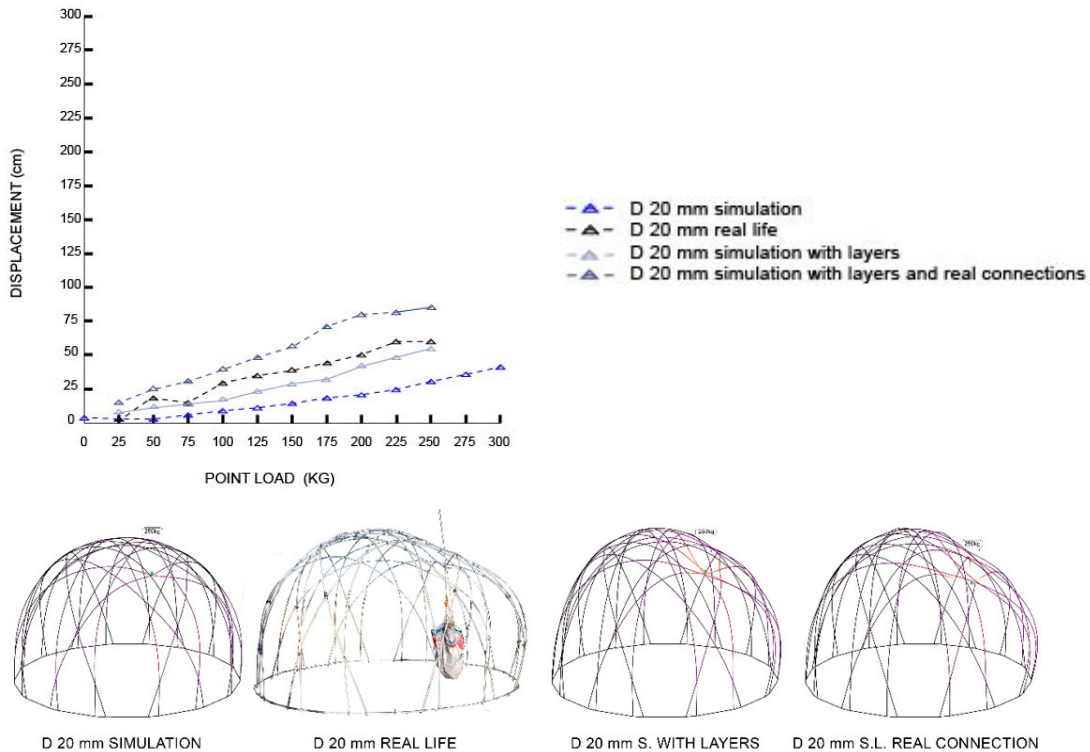 300
275
250
225
200
175
150
125
100
75
50
25
0
DISPLACEMENT (cm)
0 25 50 75 100 125 150 175 200 225 250 275 300
POINT LOAD (KG)
D 20 mm simulation
D 20 mm real life
D 20 mm simulation with layers
D 20 mm simulation with layers and real connections
250kg
250kg
250kg
D 20 mm SIMULATION
D 20 mm REAL LIFE
D 20 mm S. WITH LAYERS
D 20 mm S.L. REAL CONNECTION